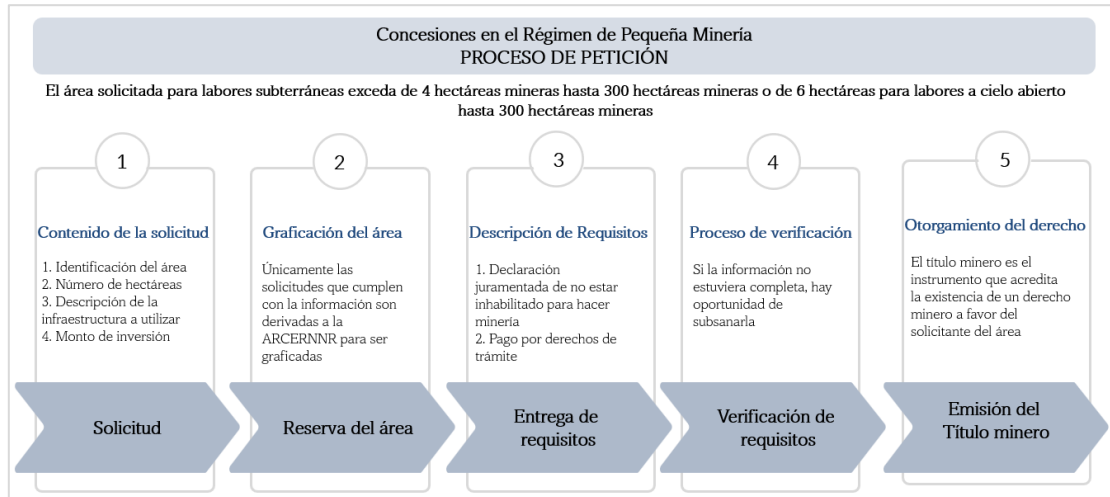 Concesiones en el Régimen de Pequeña Minería
PROCESO DE PETICIÓN
El área solicitada para labores subterráneas exceda de 4 hectáreas mineras hasta 300 hectáreas mineras o de 6 hectáreas para labores a cielo abierto
hasta 300 hectáreas mineras
1
Contenido de la solicitud
1. Identificación del área
2. Número de hectáreas
3. Descripción de la
infraestructura a utilizar
4. Monto de inversión
Solicitud
2
Graficación del área
Únicamente las
solicitudes que cumplen
con la información son
derivadas a la
ARCERNNR para ser
graficadas
Reserva del área
3
Descripción de Requisitos
1. Declaración
juramentada de no estar
inhabilitado para hacer
minería
2. Pago por derechos de
trámite
Entrega de
requisitos
4
Proceso de verificación
Si la información no
estuviera completa, hay
oportunidad de
subsanarla
Verificación de
requisitos
5
Otorgamiento del derecho
El título minero es el
instrumento que acredita
la existencia de un derecho
minero a favor del
solicitante del área
Emisión del
Título minero